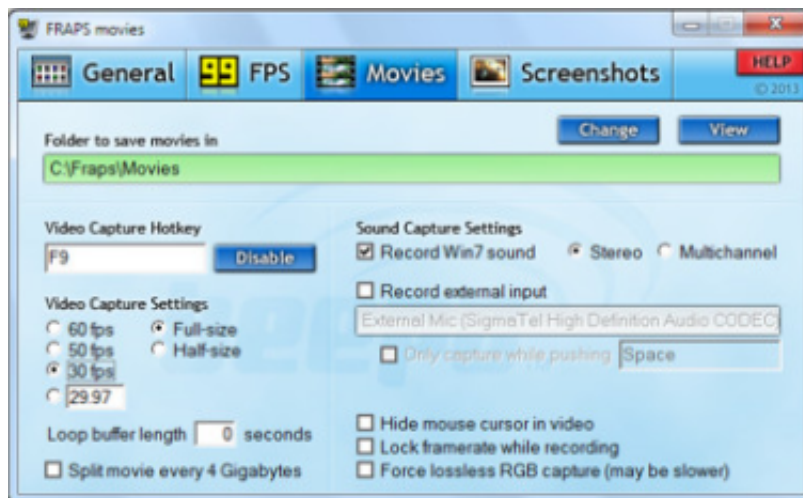 FRAPS movies
General 99 FPS Movies Screenshots HELP
© 2013
Change View
Folder to save movies in
C:\Fraps\Movies
Video Capture Hotkey
F9 Disable
Video Capture Settings
60 fps Full-size
50 fps Half-size
30 fps
29.97
Loop buffer length 0 seconds
Split movie every 4 Gigabytes
Sound Capture Settings
Record Win7 sound Stereo Multichannel
Record external input
External Mic (SigmaTel High Definition Audio CODEC)
Only capture while pushing Space
Hide mouse cursor in video
Lock framerate while recording
Force lossless RGB capture (may be slower)